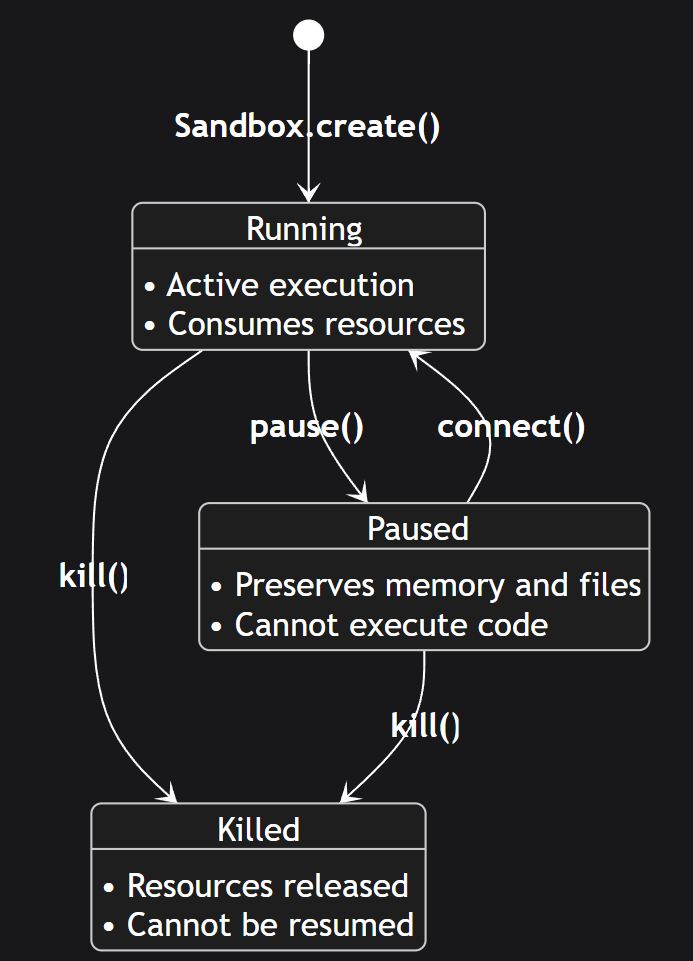 Sandbox.create()
Running
• Active execution
• Consumes resources
pause()
connect()
Paused
• Preserves memory and files
• Cannot execute code
kill()
kill()
Killed
• Resources released
• Cannot be resumed